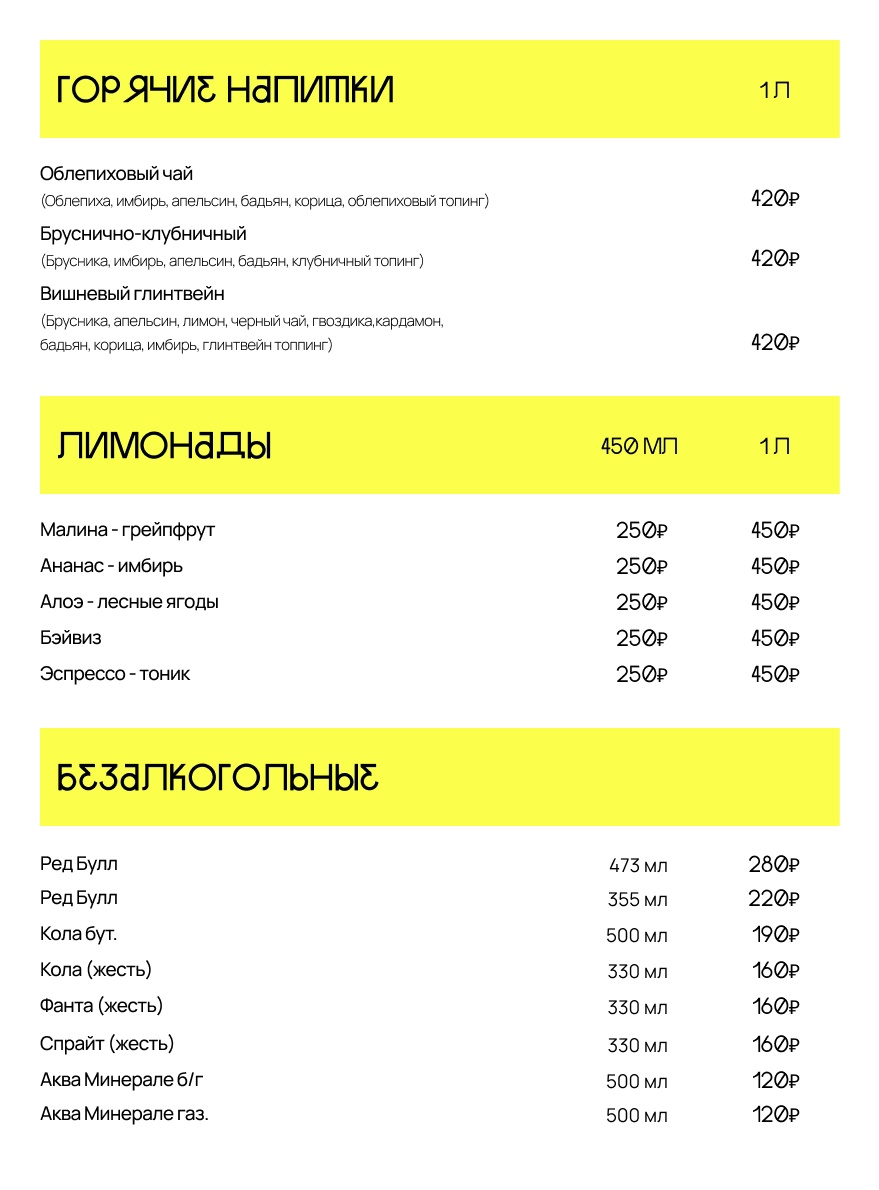 ГОРЯЧИЕ НАПИТКИ 1 Л
Облепиховый чай
(Облепиха, имбирь, апельсин, бадьян, корица, облепиховый топинг) 420₽
Бруснично-клубничный
(Брусника, имбирь, апельсин, бадьян, клубничный топинг) 420₽
Вишневый глинтвейн
(Брусника, апельсин, лимон, черный чай, гвоздика,кардамон,
бадьян, корица, имбирь, глинтвейн топпинг) 420₽
ЛИМОНАДЫ 450 МЛ 1 Л
Малина - грейпфрут 250₽ 450₽
Ананас - имбирь 250₽ 450₽
Алоэ - лесные ягоды 250₽ 450₽
Бэйвиз 250₽ 450₽
Эспрессо - тоник 250₽ 450₽
БЕЗАЛКОГОЛЬНЫЕ
Ред Булл 473 мл 280₽
Ред Булл 355 мл 220₽
Кола бут. 500 мл 190₽
Кола (жесть) 330 мл 160₽
Фанта (жесть) 330 мл 160₽
Спрайт (жесть) 330 мл 160₽
Аква Минерале б/г 500 мл 120₽
Аква Минерале газ. 500 мл 120₽